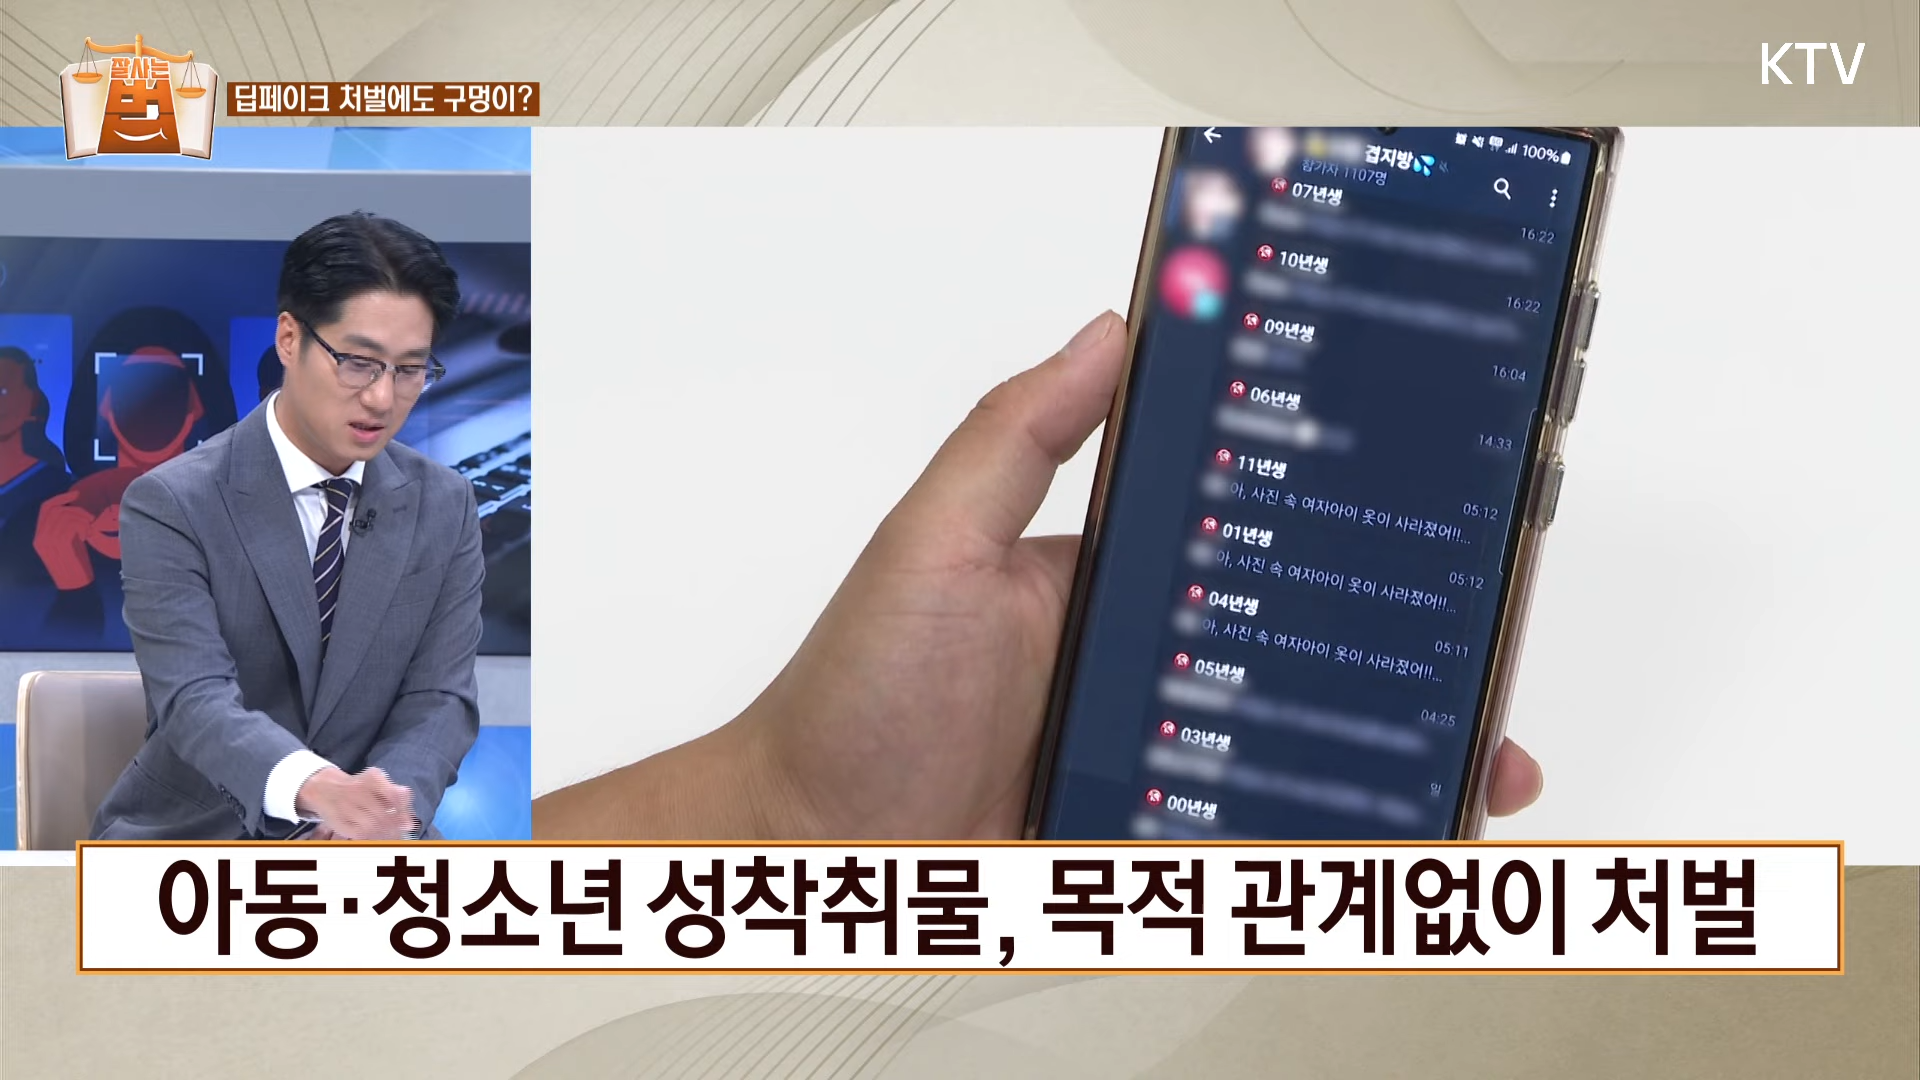 잘사는
법
딥페이크 처벌에도 구멍이?
KTV
100%
겹지방💦
참가자 1107명
07년생
16:22
10년생
16:22
09년생
16:04
06년생
14:33
11년생
아, 사진 속 여자아이 옷이 사라졌어!!...
05:12
01년생
아, 사진 속 여자아이 옷이 사라졌어!!...
05:12
04년생
아, 사진 속 여자아이 옷이 사라졌어!!...
05:11
05년생
04:25
03년생
일
00년생
아동·청소년 성착취물, 목적 관계없이 처벌